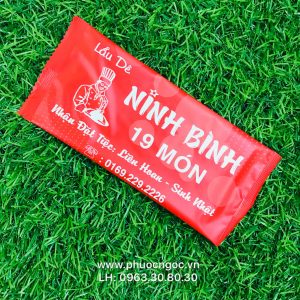 Lẩu Dê
NINH BÌNH
19 MÓN
Nhận Đặt Tiệc: Liên Hoan - Sinh Nhật
: 0169.229.2226
www.phuocngoc.vn
LH: 0963.30.80.30